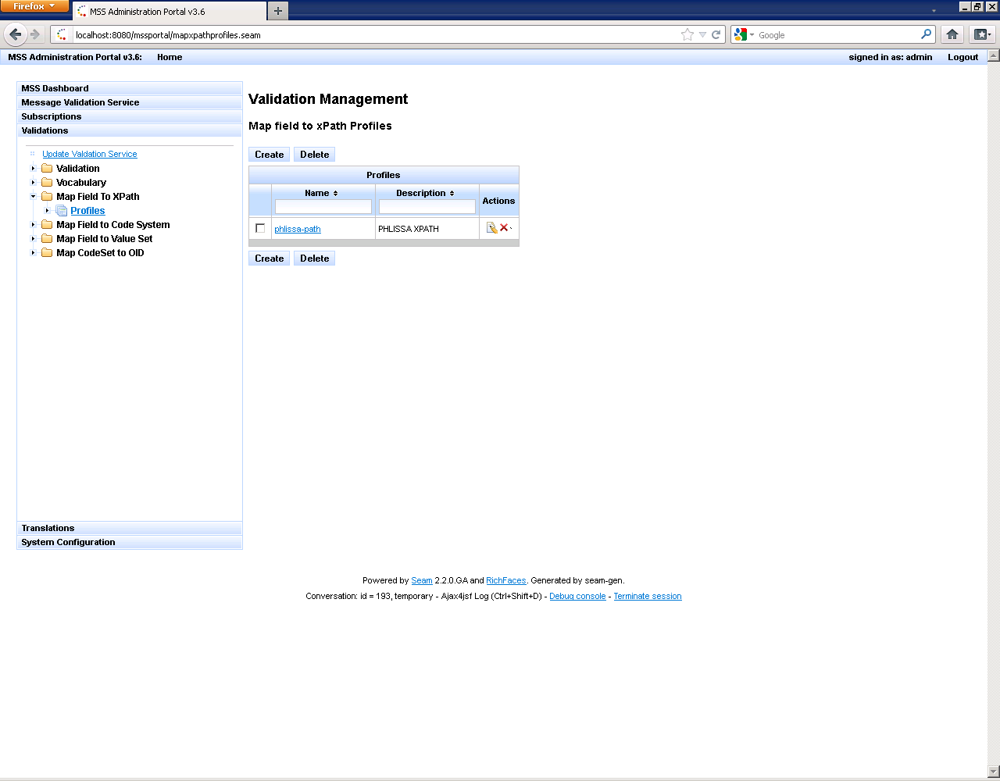 Firefox
MSS Administration Portal v3.6
localhost:8080/mssportal/mapxpathprofiles.seam
Google
MSS Administration Portal v3.6: Home signed in as: admin Logout
MSS Dashboard
Message Validation Service
Subscriptions
Validations
Update Valdation Service
Validation
Vocabulary
Map Field To XPath
Profiles
Map Field to Code System
Map Field to Value Set
Map CodeSet to OID
Translations
System Configuration
Validation Management
Map field to xPath Profiles
Create Delete
Profiles
Name Description Actions
phlissa-path PHLISSA XPATH
Create Delete
Powered by Seam 2.2.0.GA and RichFaces. Generated by seam-gen.
Conversation: id = 193, temporary - Ajax4jsf Log (Ctrl+Shift+D) - Debug console - Terminate session